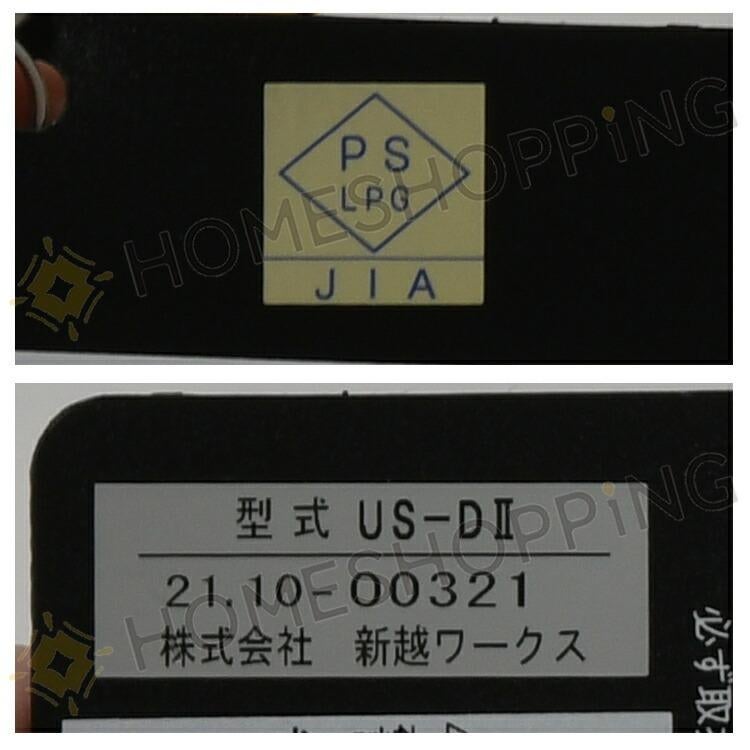 PS
LPG
JIA
HOMESHOPPING
型式 US-DⅡ
21.10-00321
株式会社 新越ワークス
HOMESHOPPING
必ず取